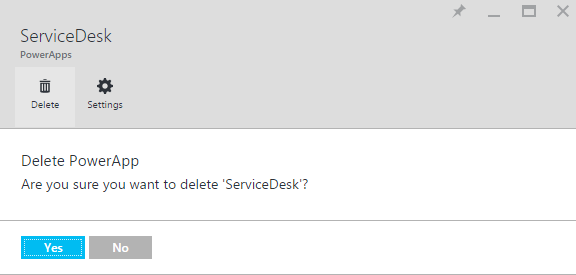 ServiceDesk
PowerApps
Delete Settings
Delete PowerApp
Are you sure you want to delete 'ServiceDesk'?
Yes No